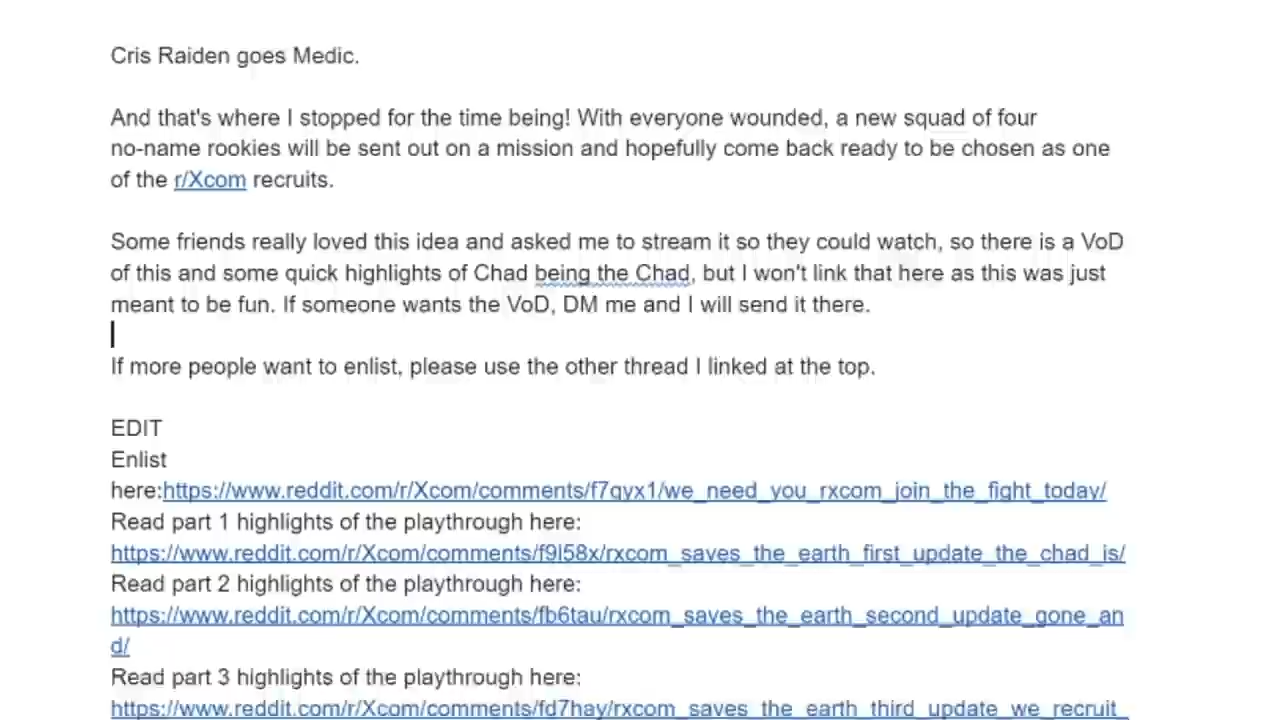 Cris Raiden goes Medic.
And that's where I stopped for the time being! With everyone wounded, a new squad of four
no-name rookies will be sent out on a mission and hopefully come back ready to be chosen as one
of the r/Xcom recruits.
Some friends really loved this idea and asked me to stream it so they could watch, so there is a VoD
of this and some quick highlights of Chad being the Chad, but I won't link that here as this was just
meant to be fun. If someone wants the VoD, DM me and I will send it there.
If more people want to enlist, please use the other thread I linked at the top.
EDIT
Enlist
here:https://www.reddit.com/r/Xcom/comments/f7qyx1/we_need_you_rxcom_join_the_fight_today/
Read part 1 highlights of the playthrough here:
https://www.reddit.com/r/Xcom/comments/f9l58x/rxcom_saves_the_earth_first_update_the_chad_is/
Read part 2 highlights of the playthrough here:
https://www.reddit.com/r/Xcom/comments/fb6tau/rxcom_saves_the_earth_second_update_gone_an
d/
Read part 3 highlights of the playthrough here:
https://www.reddit.com/r/Xcom/comments/fd7hay/rxcom_saves_the_earth_third_update_we_recruit_